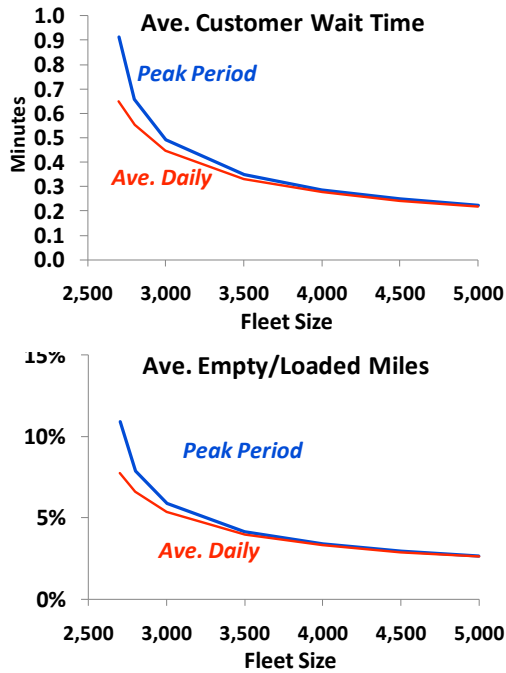 Ave. Customer Wait Time
1.0
0.9
0.8
0.7
0.6
0.5
0.4
0.3
0.2
0.1
0.0
Minutes
Peak Period
Ave. Daily
2,500 3,000 3,500 4,000 4,500 5,000
Fleet Size
Ave. Empty/Loaded Miles
15%
10%
5%
0%
Peak Period
Ave. Daily
2,500 3,000 3,500 4,000 4,500 5,000
Fleet Size